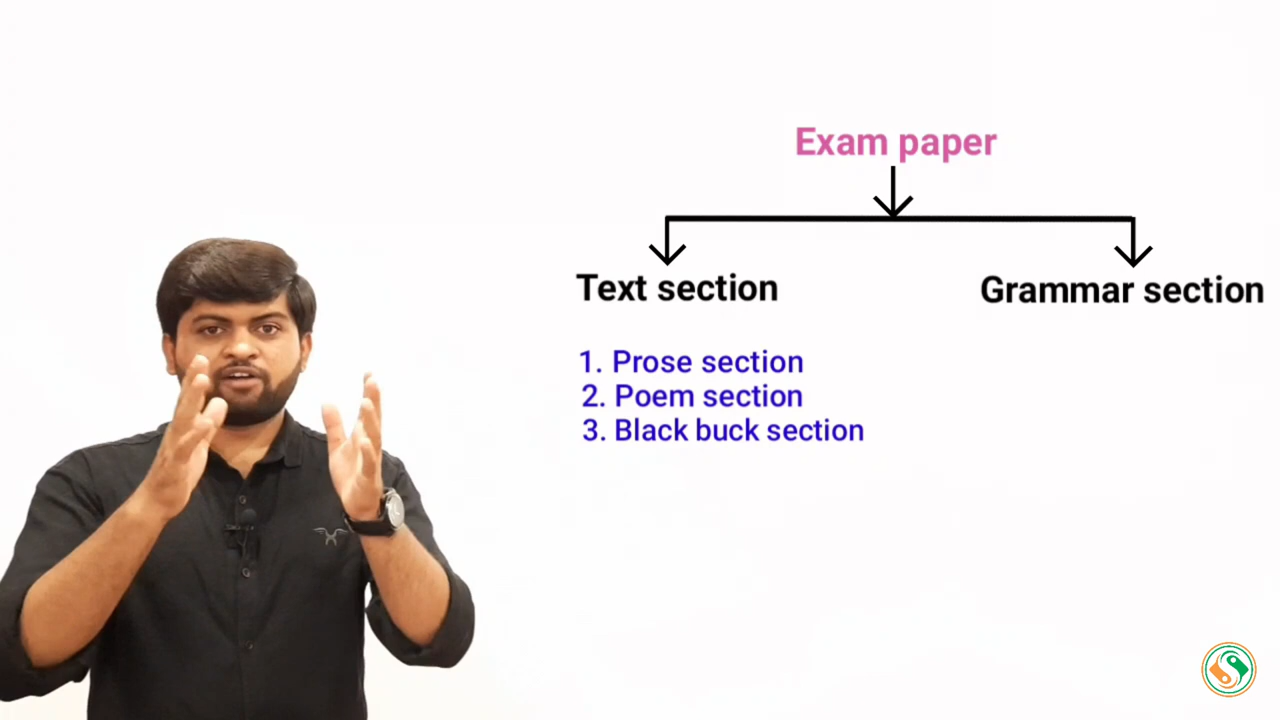 Exam paper
Text section
Grammar section
1. Prose section
2. Poem section
3. Black buck section